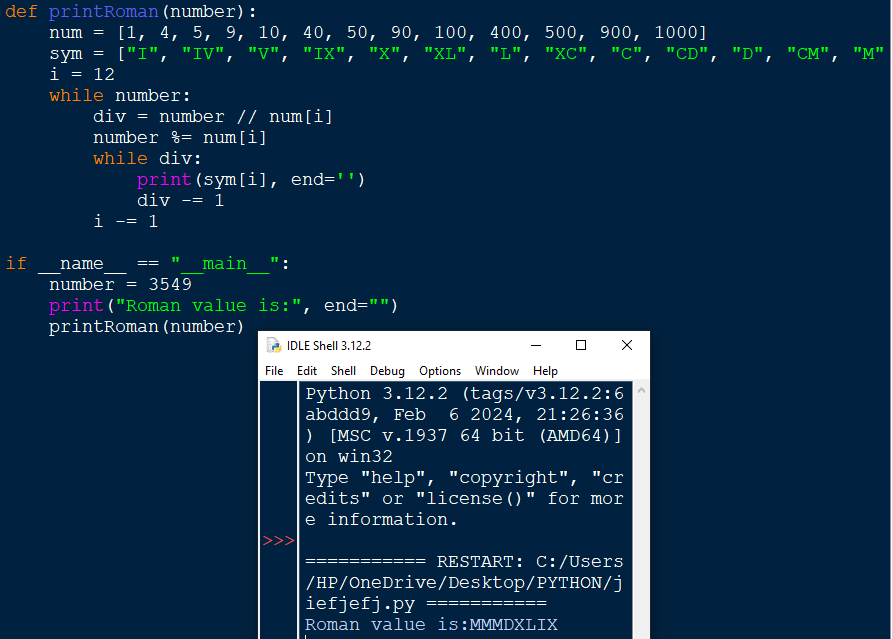 def printRoman(number):
    num = [1, 4, 5, 9, 10, 40, 50, 90, 100, 400, 500, 900, 1000]
    sym = ["I", "IV", "V", "IX", "X", "XL", "L", "XC", "C", "CD", "D", "CM", "M"
    i = 12
    while number:
        div = number // num[i]
        number %= num[i]
        while div:
            print(sym[i], end='')
            div -= 1
        i -= 1
if __name__ == "__main__":
    number = 3549
    print("Roman value is:", end="")
    printRoman(number)
IDLE Shell 3.12.2
File Edit Shell Debug Options Window Help
Python 3.12.2 (tags/v3.12.2:6
abddd9, Feb  6 2024, 21:26:36
) [MSC v.1937 64 bit (AMD64)]
on win32
Type "help", "copyright", "cr
edits" or "license()" for mor
e information.
>>>
=========== RESTART: C:/Users
/HP/OneDrive/Desktop/PYTHON/j
iefjefj.py ===========
Roman value is:MMMDXLIX